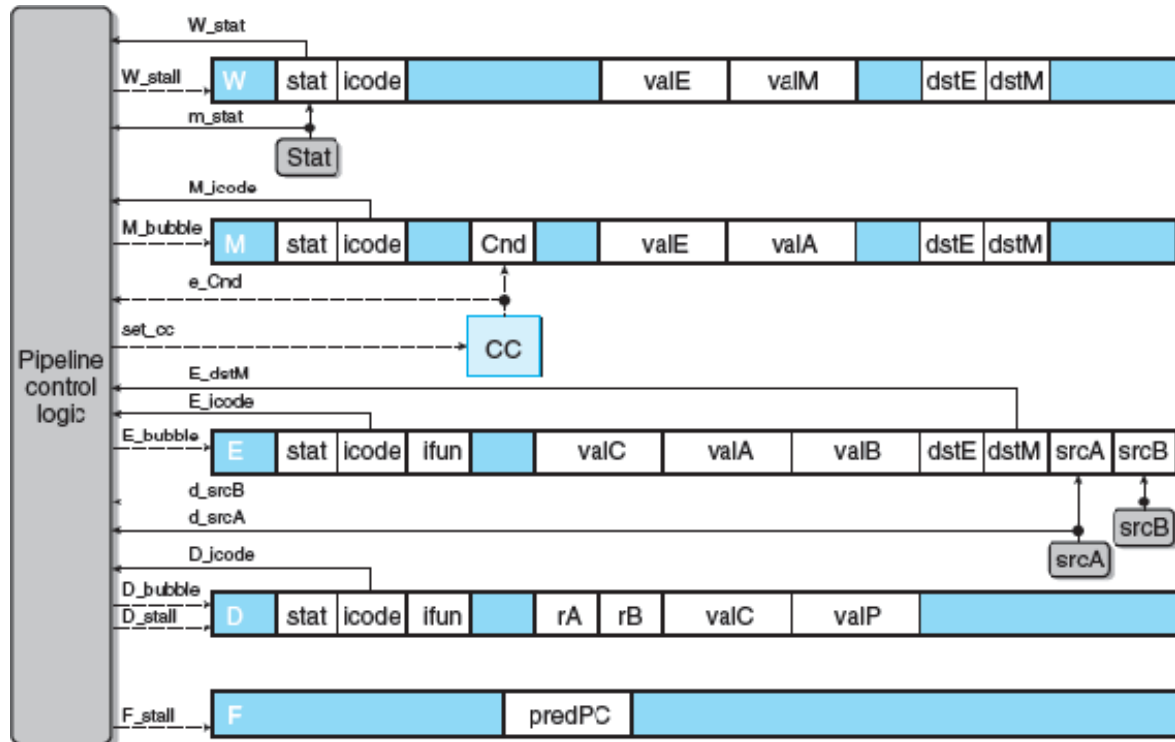 W_stat
W_stall
W stat icode valE valM dstE dstM
m_stat
Stat
M_icode
M_bubble
M stat icode Cnd valE valA dstE dstM
e_Cnd
set_cc
CC
Pipeline
control
logic
E_dstM
E_icode
E_bubble
E stat icode ifun valC valA valB dstE dstM srcA srcB
d_srcB
d_srcA
srcB
srcA
D_icode
D_bubble
D_stall
D stat icode ifun rA rB valC valP
F_stall
F predPC